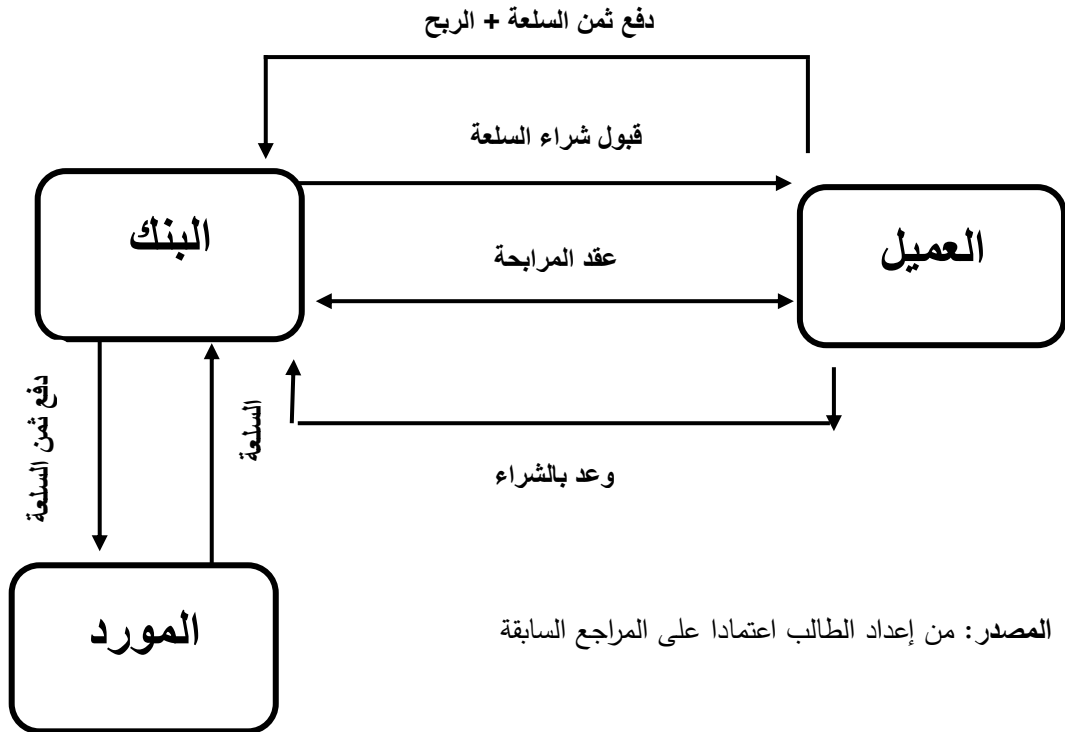 دفع ثمن السلعة + الربح
قبول شراء السلعة
العميل
البنك
عقد المرابحة
وعد بالشراء
السلعة
دفع ثمن السلعة
المورد
المصدر: من إعداد الطالب اعتمادا على المراجع السابقة